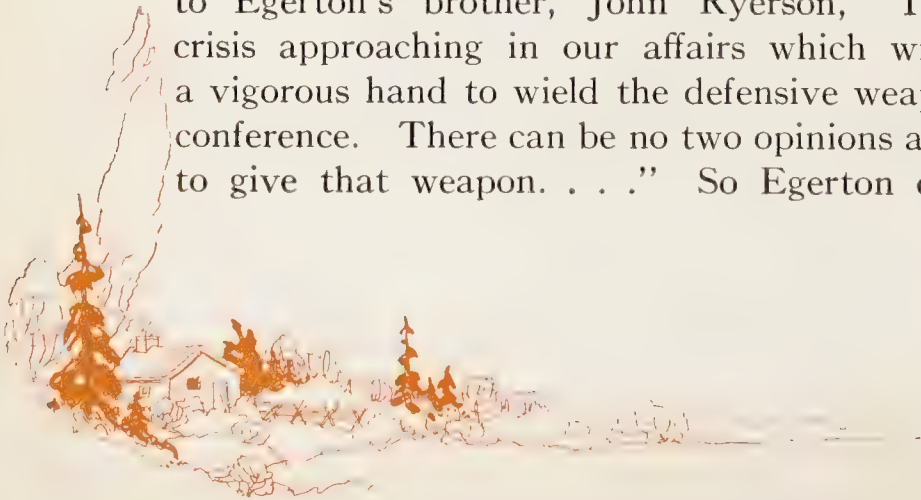 to Egerton's brother, John Ryerson,
crisis approaching in our affairs which
a vigorous hand to wield the defensive
conference. There can be no two opinions
to give that weapon. . . ." So Egerton